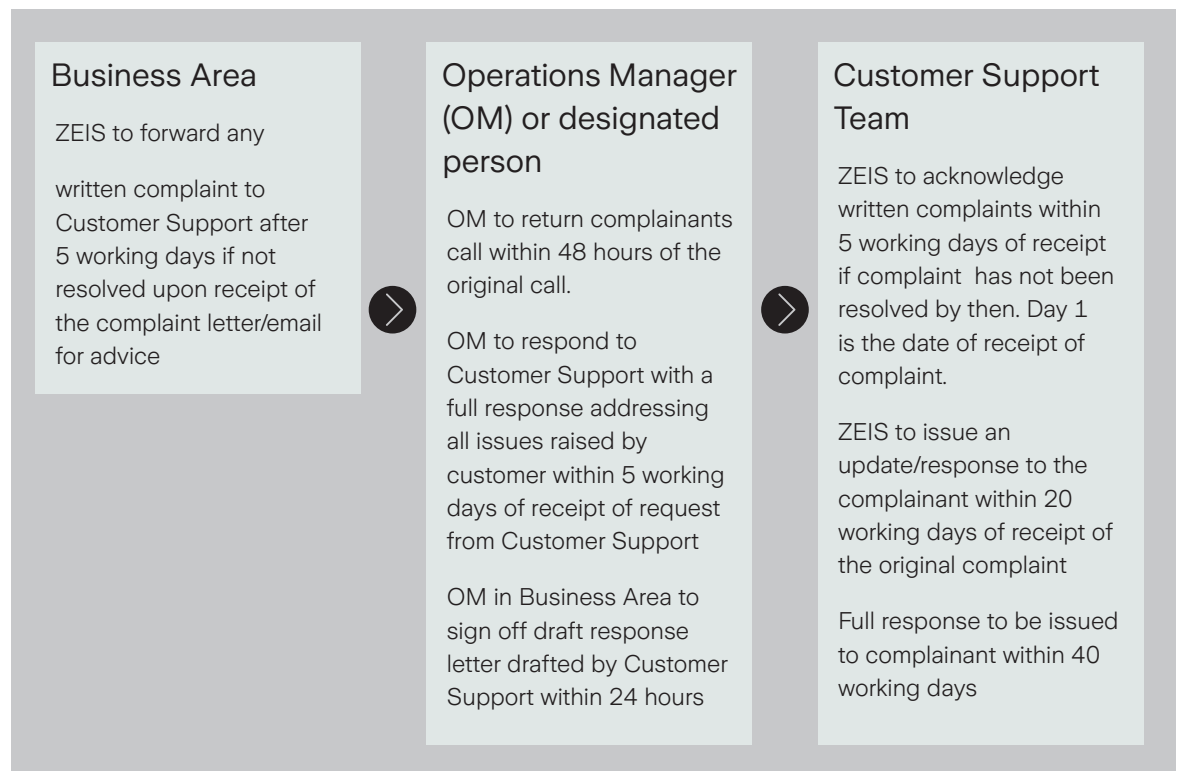 Business Area
ZEIS to forward any
written complaint to
Customer Support after
5 working days if not
resolved upon receipt of
the complaint letter/email
for advice
Operations Manager
(OM) or designated
person
OM to return complainants
call within 48 hours of the
original call.
OM to respond to
Customer Support with a
full response addressing
all issues raised by
customer within 5 working
days of receipt of request
from Customer Support
OM in Business Area to
sign off draft response
letter drafted by Customer
Support within 24 hours
Customer Support
Team
ZEIS to acknowledge
written complaints within
5 working days of receipt
if complaint  has not been
resolved by then. Day 1
is the date of receipt of
complaint.
ZEIS to issue an
update/response to the
complainant within 20
working days of receipt of
the original complaint
Full response to be issued
to complainant within 40
working days